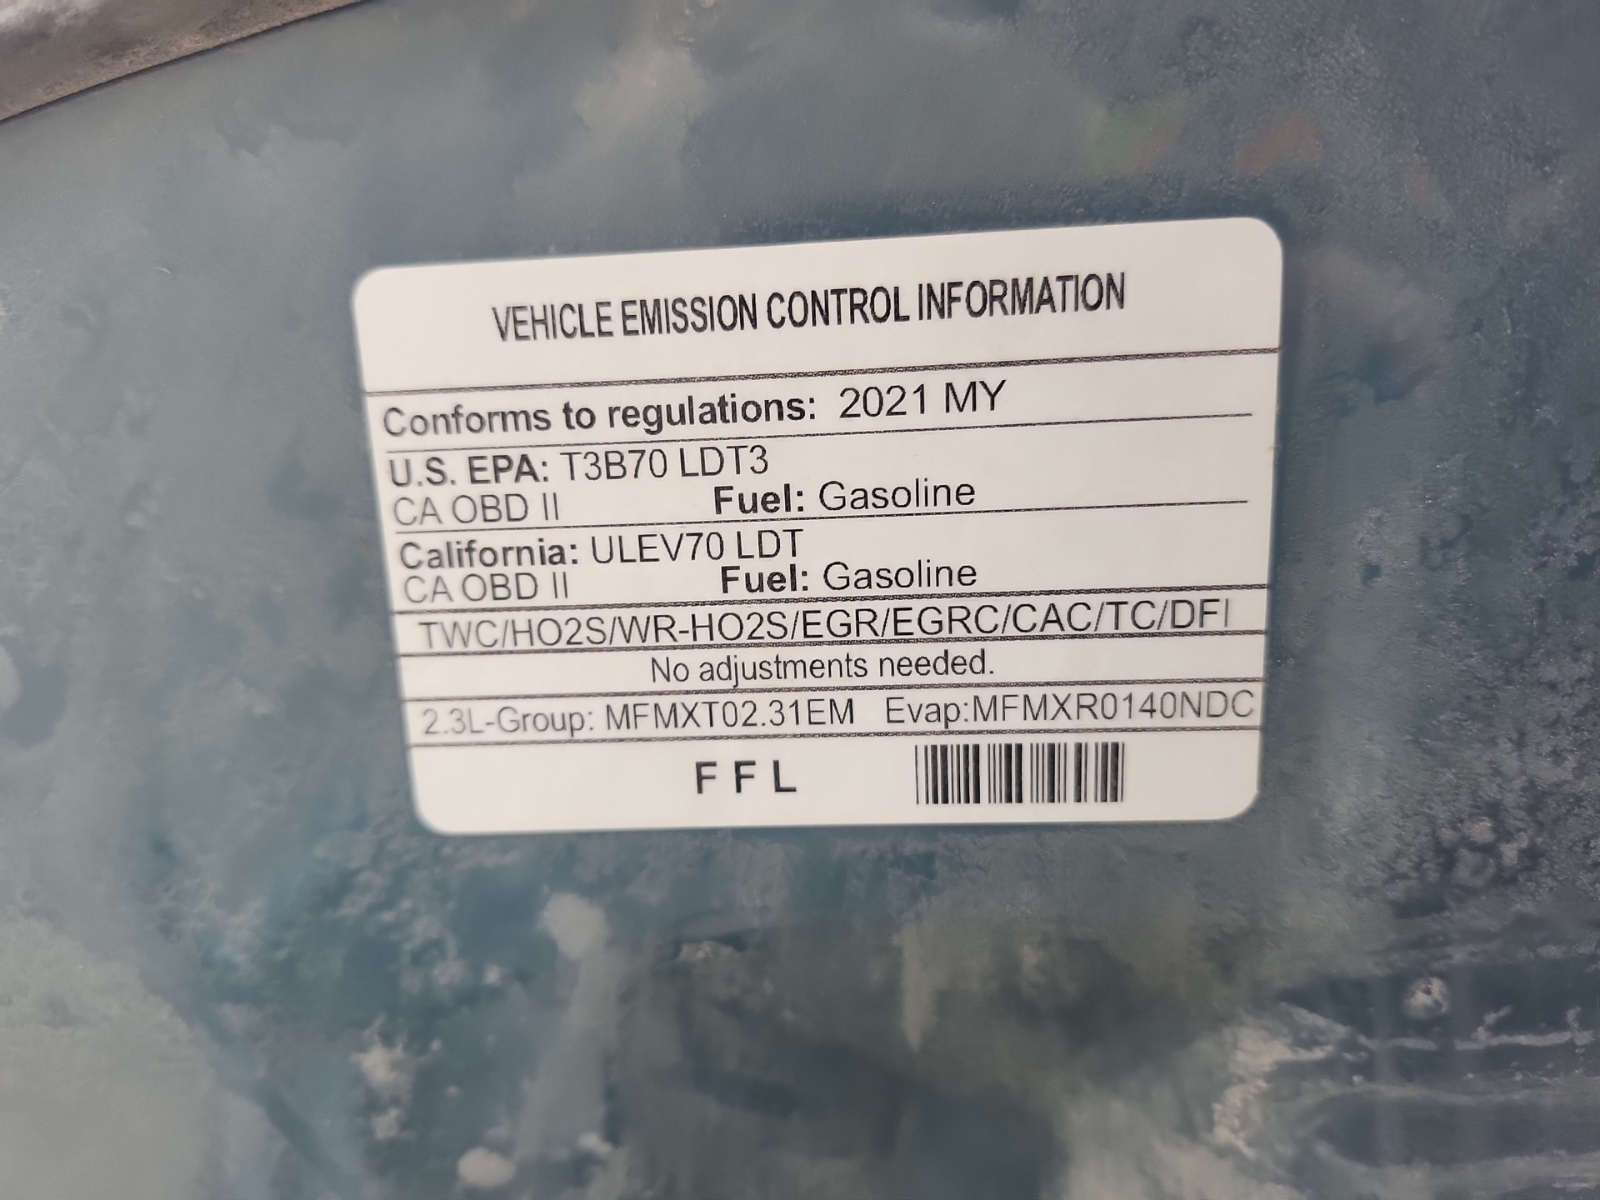 VEHICLE EMISSION CONTROL INFORMATION
Conforms to regulations: 2021 MY
U.S. EPA: T3B70 LDT3
CA OBD II Fuel: Gasoline
California: ULEV70 LDT
CA OBD II Fuel: Gasoline
TWC/HO2S/WR-HO2S/EGR/EGRC/CAC/TC/DFI
No adjustments needed.
2.3L-Group: MFMXT02.31EM Evap:MFMXR0140NDC
F F L